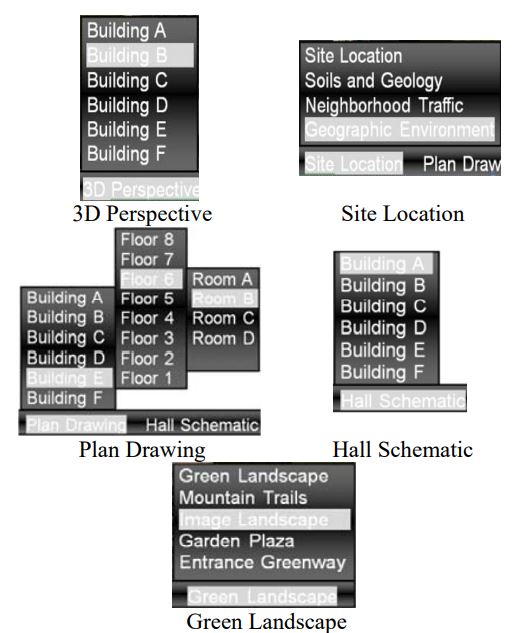 Building A
Building B
Building C
Building D
Building E
Building F
3D Perspective
3D Perspective
Site Location
Soils and Geology
Neighborhood Traffic
Geographic Environment
Site Location Plan Draw
Site Location
Floor 8
Floor 7
Floor 6
Floor 5
Floor 4
Floor 3
Floor 2
Floor 1
Room A
Room B
Room C
Room D
Building A
Building B
Building C
Building D
Building E
Building F
Plan Drawing Hall Schematic
Plan Drawing
Building A
Building B
Building C
Building D
Building E
Building F
Hall Schematic
Hall Schematic
Green Landscape
Mountain Trails
Image Landscape
Garden Plaza
Entrance Greenway
Green Landscape
Green Landscape